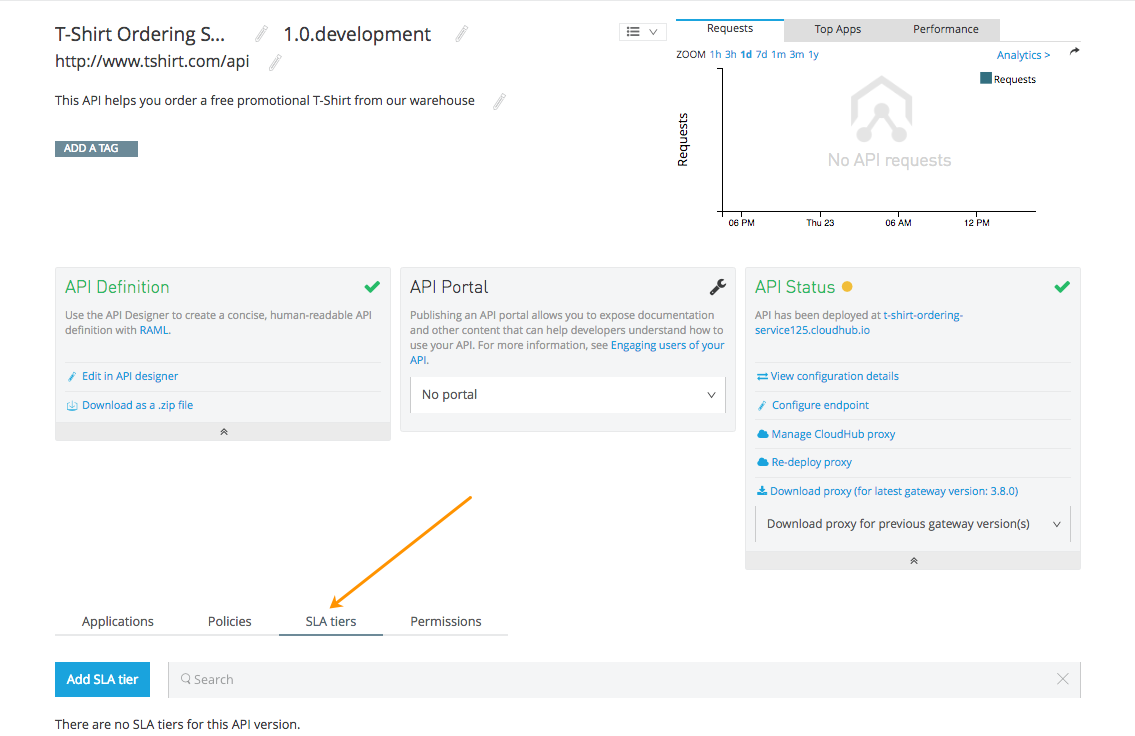 T-Shirt Ordering S... 1.0.development
http://www.tshirt.com/api
This API helps you order a free promotional T-Shirt from our warehouse
ADD A TAG
Requests Top Apps Performance
ZOOM 1h 3h 1d 7d 1m 3m 1y Analytics >
Requests
Requests
No API requests
06 PM Thu 23 06 AM 12 PM
API Definition
Use the API Designer to create a concise, human-readable API
definition with RAML.
Edit in API designer
Download as a .zip file
API Portal
Publishing an API portal allows you to expose documentation
and other content that can help developers understand how to
use your API. For more information, see Engaging users of your
API.
No portal
API Status
API has been deployed at t-shirt-ordering-
service125.cloudhub.io
View configuration details
Configure endpoint
Manage CloudHub proxy
Re-deploy proxy
Download proxy (for latest gateway version: 3.8.0)
Download proxy for previous gateway version(s)
Applications Policies SLA tiers Permissions
Add SLA tier Search
There are no SLA tiers for this API version.